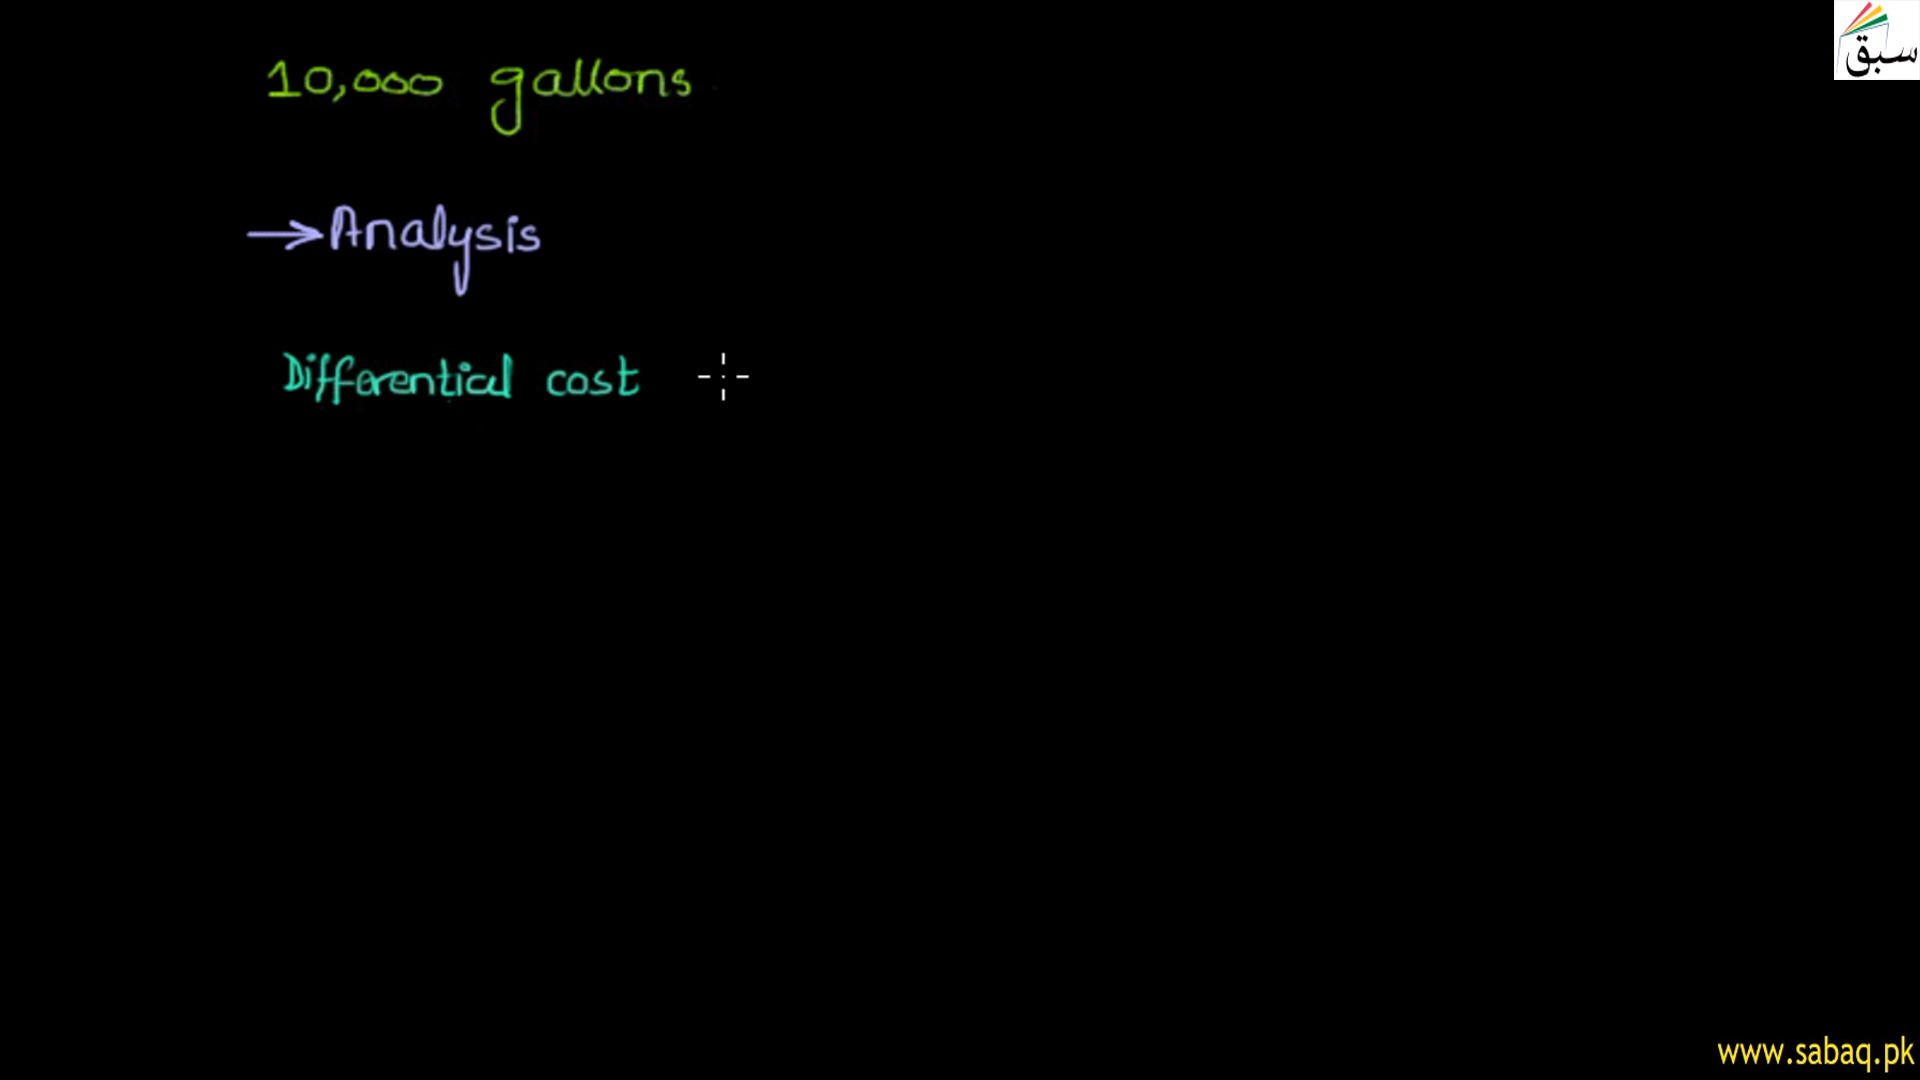 سبق
10,000 gallons
→ Analysis
Differential cost
www.sabaq.pk